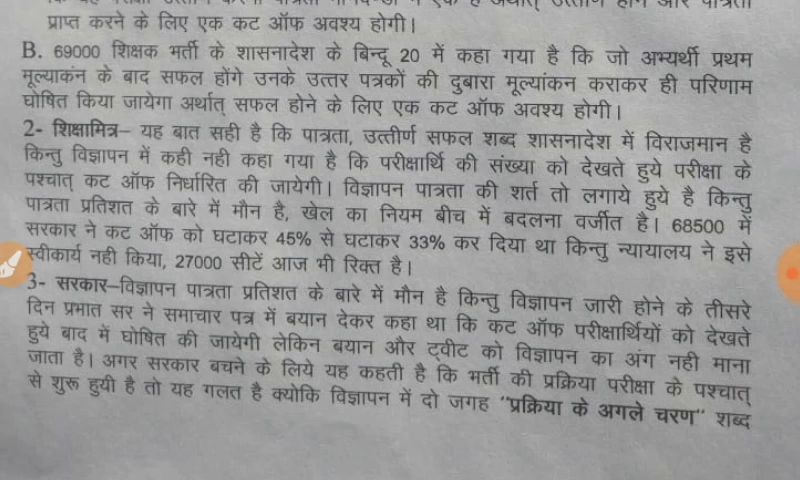 प्राप्त करने के लिए एक कट ऑफ अवश्य होगी।
B. 69000 शिक्षक भर्ती के शासनादेश के बिन्दू 20 में कहा गया है कि जो अभ्यर्थी प्रथम
मूल्याकंन के बाद सफल होंगे उनके उत्तर पत्रकों की दुबारा मूल्यांकन कराकर ही परिणाम
घोषित किया जायेगा अर्थात् सफल होने के लिए एक कट ऑफ अवश्य होगी।
2- शिक्षामित्र– यह बात सही है कि पात्रता, उत्तीर्ण सफल शब्द शासनादेश में विराजमान है
किन्तु विज्ञापन में कही नही कहा गया है कि परीक्षार्थि की संख्या को देखते हुये परीक्षा के
पश्चात् कट ऑफ निर्धारित की जायेगी। विज्ञापन पात्रता की शर्त तो लगाये हुये है किन्तु
पात्रता प्रतिशत के बारे में मौन है, खेल का नियम बीच में बदलना वर्जीत है। 68500 में
सरकार ने कट ऑफ को घटाकर 45% से घटाकर 33% कर दिया था किन्तु न्यायालय ने इसे
स्वीकार्य नही किया, 27000 सीटें आज भी रिक्त है।
3- सरकार–विज्ञापन पात्रता प्रतिशत के बारे में मौन है किन्तु विज्ञापन जारी होने के तीसरे
दिन प्रभात सर ने समाचार पत्र में बयान देकर कहा था कि कट ऑफ परीक्षार्थियों को देखते
हुये बाद में घोषित की जायेगी लेकिन बयान और ट्वीट को विज्ञापन का अंग नही माना
जाता है। अगर सरकार बचने के लिये यह कहती है कि भर्ती की प्रक्रिया परीक्षा के पश्चात्
से शुरू हुयी है तो यह गलत है क्योकि विज्ञापन में दो जगह "प्रक्रिया के अगले चरण" शब्द